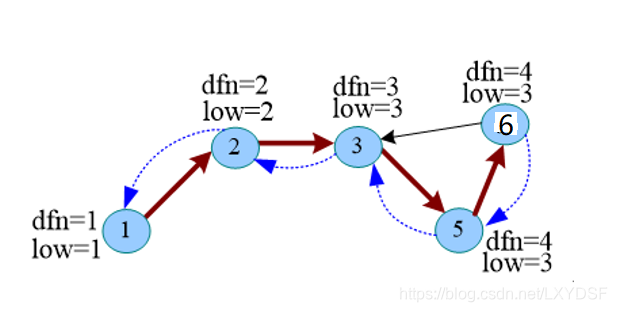 dfn=2
low=2
dfn=3
low=3
dfn=4
low=3
6
2
3
5
1
dfn=1
low=1
dfn=4
low=3
https://blog.csdn.net/LXYDSF